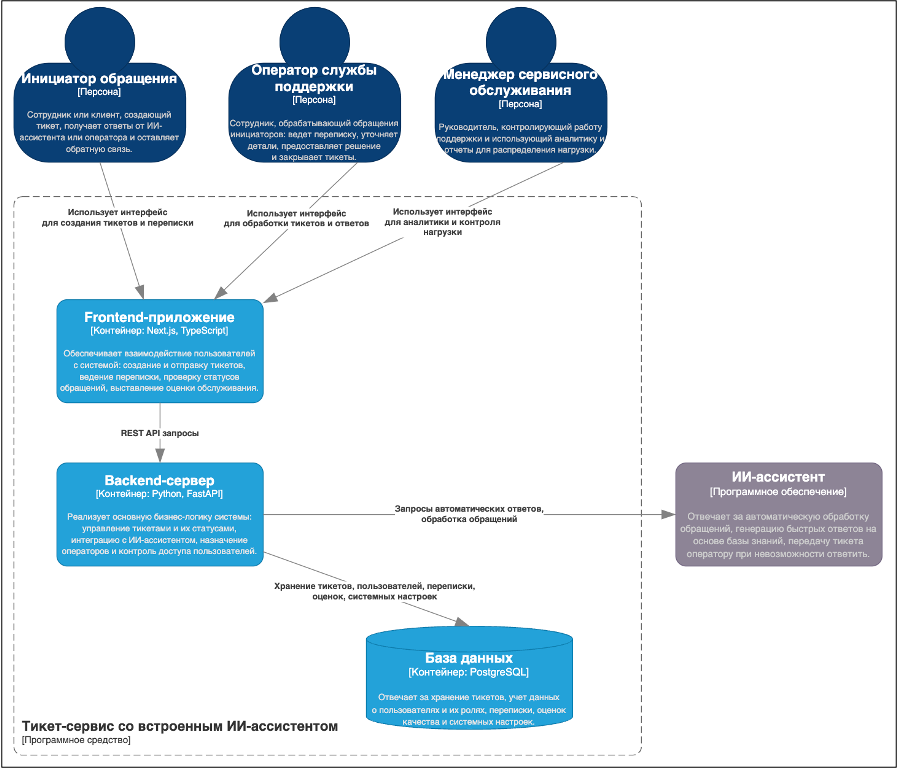 Инициатор обращения
[Персона]
Сотрудник или клиент, создающий
тикет, получает ответы от ИИ-
ассистента или оператора и оставляет
обратную связь.
Оператор службы
поддержки
[Персона]
Сотрудник, обрабатывающий обращения
инициаторов: ведет переписку, уточняет
детали, предоставляет решение
и закрывает тикеты.
Менеджер сервисного
обслуживания
[Персона]
Руководитель, контролирующий работу
поддержки и использующий аналитику и
отчеты для распределения нагрузки.
Использует интерфейс
для создания тикетов и переписки
Использует интерфейс
для обработки тикетов и ответов
Использует интерфейс
для аналитики и контроля
нагрузки
Frontend-приложение
[Контейнер: Next.js, TypeScript]
Обеспечивает взаимодействие пользователей
с системой: создание и отправку тикетов,
ведение переписки, проверку статусов
обращений, выставление оценки обслуживания.
REST API запросы
Backend-сервер
[Контейнер: Python, FastAPI]
Реализует основную бизнес-логику системы:
управление тикетами и их статусами,
интеграцию с ИИ-ассистентом, назначение
операторов и контроль доступа пользователей.
Запросы автоматических ответов,
обработка обращений
ИИ-ассистент
[Программное обеспечение]
Отвечает за автоматическую обработку
обращений, генерацию быстрых ответов на
основе базы знаний, передачу тикета
оператору при невозможности ответить.
Хранение тикетов, пользователей, переписки,
оценок, системных настроек
База данных
[Контейнер: PostgreSQL]
Отвечает за хранение тикетов, учет данных
о пользователях и их ролях, переписки, оценок
качества и системных настроек.
Тикет-сервис со встроенным ИИ-ассистентом
[Программное средство]